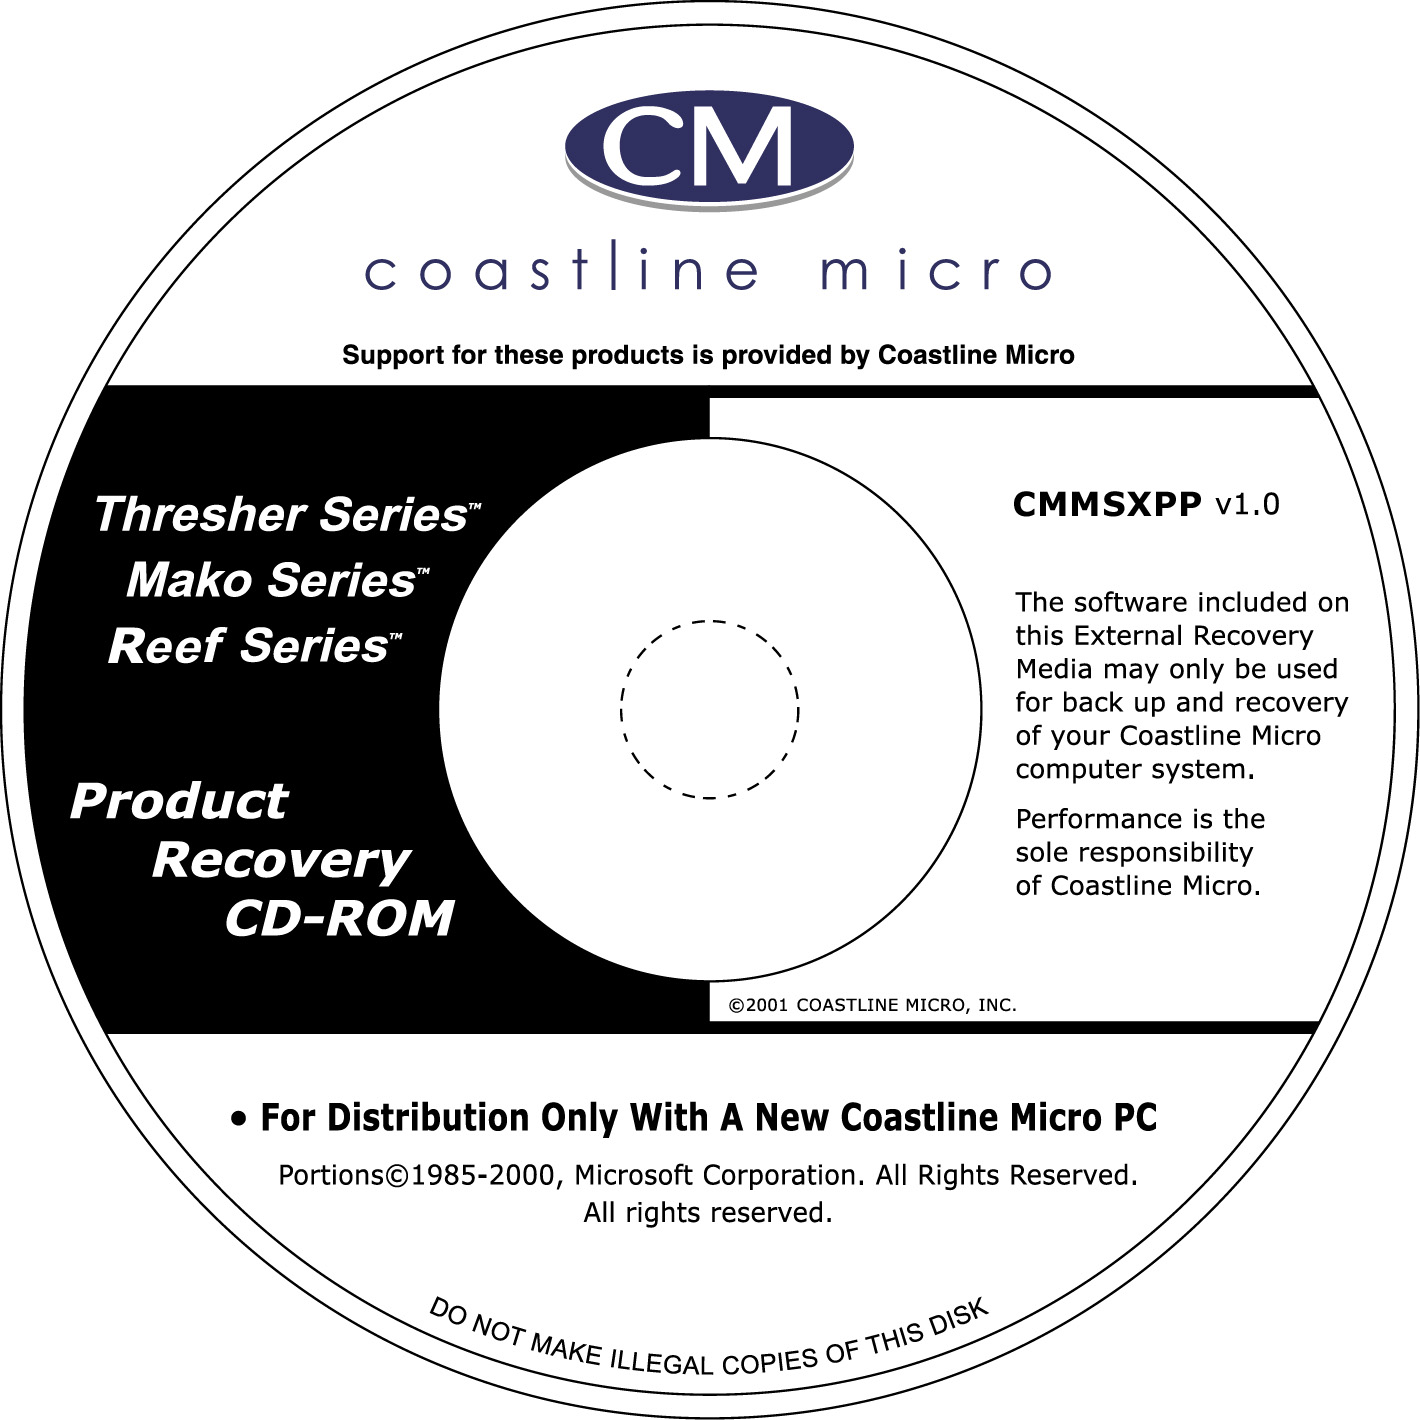 CM
coastline micro
Support for these products is provided by Coastline Micro
Thresher Series™
Mako Series™
Reef Series™
Product
Recovery
CD-ROM
CMMSXPP v1.0
The software included on
this External Recovery
Media may only be used
for back up and recovery
of your Coastline Micro
computer system.
Performance is the
sole responsibility
of Coastline Micro.
©2001 COASTLINE MICRO, INC.
• For Distribution Only With A New Coastline Micro PC
Portions©1985-2000, Microsoft Corporation. All Rights Reserved.
All rights reserved.
DO NOT MAKE ILLEGAL COPIES OF THIS DISK